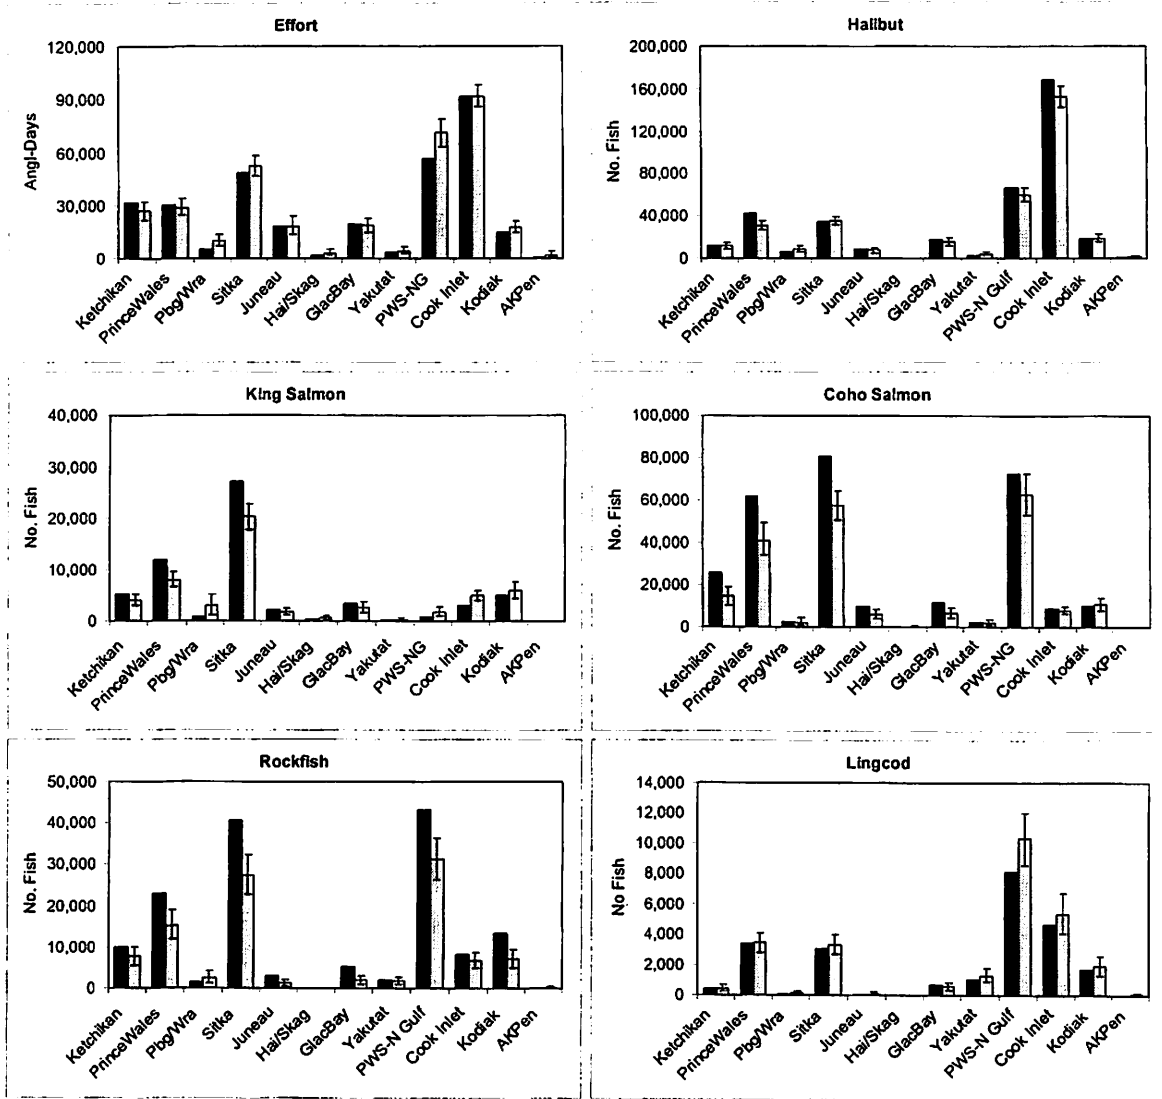 Effort
120,000
90,000
60,000
30,000
0
Angl-Days
Ketchikan
PrinceWales
Pbg/Wra
Sitka
Juneau
Hai/Skag
GlacBay
Yakutat
PWS-NG
Cook Inlet
Kodiak
AKPen
Halibut
200,000
160,000
120,000
80,000
40,000
0
No. Fish
Ketchikan
PrinceWales
Pbg/Wra
Sitka
Juneau
Hai/Skag
GlacBay
Yakutat
PWS-N Gulf
Cook Inlet
Kodiak
AKPen
King Salmon
40,000
30,000
20,000
10,000
0
No. Fish
Ketchikan
PrinceWales
Pbg/Wra
Sitka
Juneau
Hai/Skag
GlacBay
Yakutat
PWS-NG
Cook Inlet
Kodiak
AKPen
Coho Salmon
100,000
80,000
60,000
40,000
20,000
0
No. Fish
Ketchikan
PrinceWales
Pbg/Wra
Sitka
Juneau
Hai/Skag
GlacBay
Yakutat
PWS-NG
Cook Inlet
Kodiak
AKPen
Rockfish
50,000
40,000
30,000
20,000
10,000
0
No. Fish
Ketchikan
PrinceWales
Pbg/Wra
Sitka
Juneau
Hai/Skag
GlacBay
Yakutat
PWS-N Gulf
Cook Inlet
Kodiak
AKPen
Lingcod
14,000
12,000
10,000
8,000
6,000
4,000
2,000
0
No Fish
Ketchikan
PrinceWales
Pbg/Wra
Sitka
Juneau
Hai/Skag
GlacBay
Yakutat
PWS-N Gulf
Cook Inlet
Kodiak
AKPen